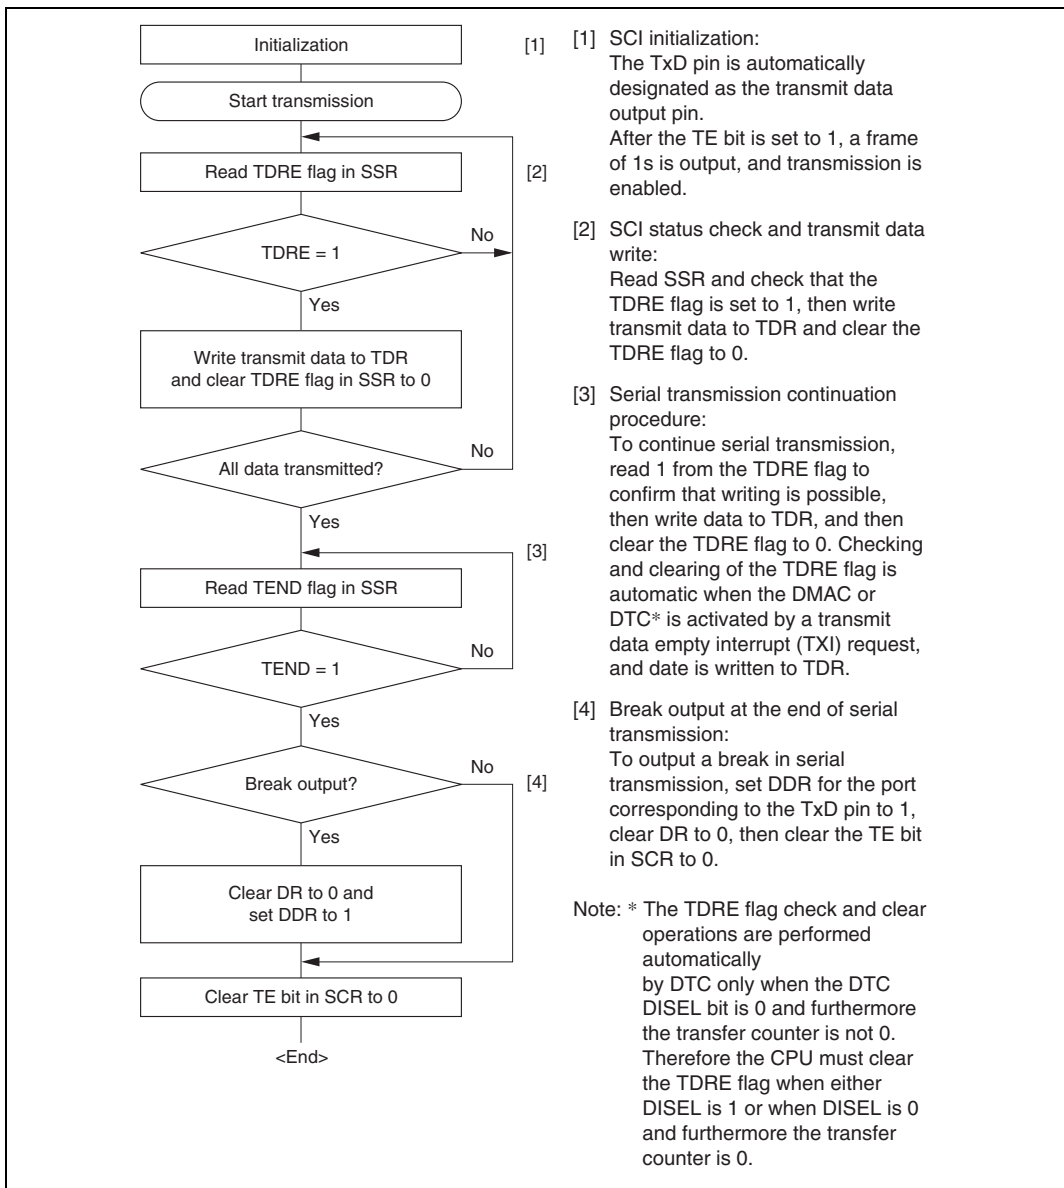 Initialization
[1]
Start transmission
Read TDRE flag in SSR
[2]
TDRE = 1
No
Yes
Write transmit data to TDR
and clear TDRE flag in SSR to 0
All data transmitted?
No
Yes
[3]
Read TEND flag in SSR
TEND = 1
No
Yes
Break output?
No
[4]
Yes
Clear DR to 0 and
set DDR to 1
Clear TE bit in SCR to 0
<End>
[1] SCI initialization:
The TxD pin is automatically
designated as the transmit data
output pin.
After the TE bit is set to 1, a frame
of 1s is output, and transmission is
enabled.
[2] SCI status check and transmit data
write:
Read SSR and check that the
TDRE flag is set to 1, then write
transmit data to TDR and clear the
TDRE flag to 0.
[3] Serial transmission continuation
procedure:
To continue serial transmission,
read 1 from the TDRE flag to
confirm that writing is possible,
then write data to TDR, and then
clear the TDRE flag to 0. Checking
and clearing of the TDRE flag is
automatic when the DMAC or
DTC* is activated by a transmit
data empty interrupt (TXI) request,
and date is written to TDR.
[4] Break output at the end of serial
transmission:
To output a break in serial
transmission, set DDR for the port
corresponding to the TxD pin to 1,
clear DR to 0, then clear the TE bit
in SCR to 0.
Note: * The TDRE flag check and clear
operations are performed
automatically
by DTC only when the DTC
DISEL bit is 0 and furthermore
the transfer counter is not 0.
Therefore the CPU must clear
the TDRE flag when either
DISEL is 1 or when DISEL is 0
and furthermore the transfer
counter is 0.